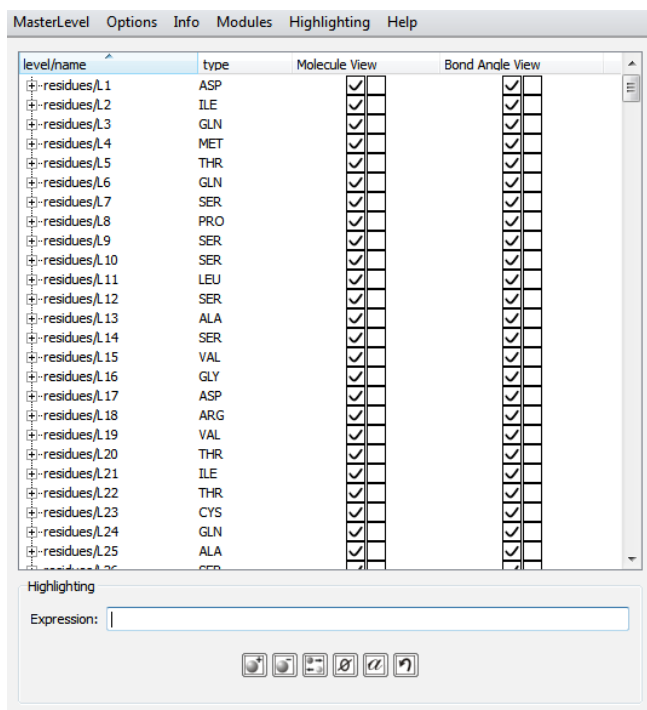 MasterLevel Options Info Modules Highlighting Help
level/name type Molecule View Bond Angle View
residues/L1 ASP
residues/L2 ILE
residues/L3 GLN
residues/L4 MET
residues/L5 THR
residues/L6 GLN
residues/L7 SER
residues/L8 PRO
residues/L9 SER
residues/L10 SER
residues/L11 LEU
residues/L12 SER
residues/L13 ALA
residues/L14 SER
residues/L15 VAL
residues/L16 GLY
residues/L17 ASP
residues/L18 ARG
residues/L19 VAL
residues/L20 THR
residues/L21 ILE
residues/L22 THR
residues/L23 CYS
residues/L24 GLN
residues/L25 ALA
Highlighting
Expression: